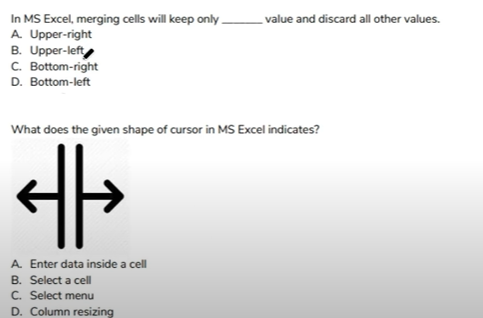 In MS Excel, merging cells will keep only _______ value and discard all other values.
A. Upper-right
B. Upper-left
C. Bottom-right
D. Bottom-left
What does the given shape of cursor in MS Excel indicates?
A. Enter data inside a cell
B. Select a cell
C. Select menu
D. Column resizing